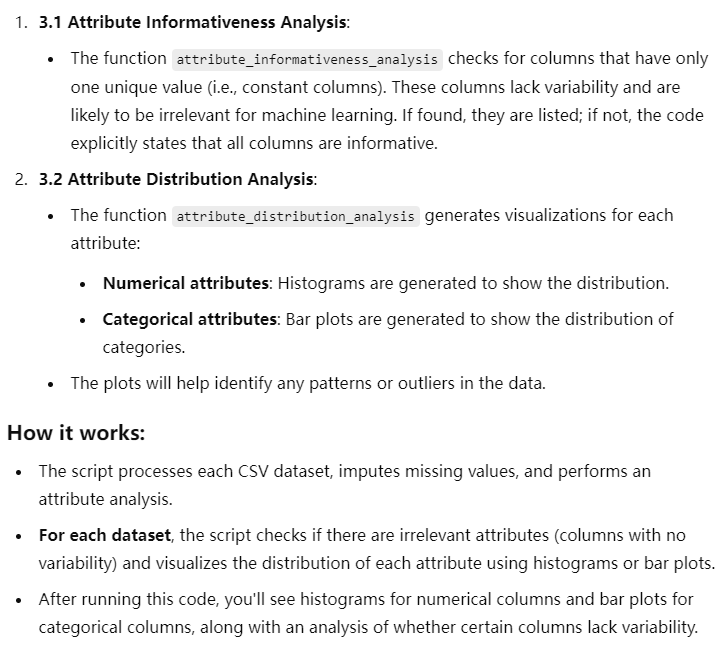 1. 3.1 Attribute Informativeness Analysis:
• The function attribute_informativeness_analysis checks for columns that have only
one unique value (i.e., constant columns). These columns lack variability and are
likely to be irrelevant for machine learning. If found, they are listed; if not, the code
explicitly states that all columns are informative.
2. 3.2 Attribute Distribution Analysis:
• The function attribute_distribution_analysis generates visualizations for each
attribute:
• Numerical attributes: Histograms are generated to show the distribution.
• Categorical attributes: Bar plots are generated to show the distribution of
categories.
• The plots will help identify any patterns or outliers in the data.
How it works:
• The script processes each CSV dataset, imputes missing values, and performs an
attribute analysis.
• For each dataset, the script checks if there are irrelevant attributes (columns with no
variability) and visualizes the distribution of each attribute using histograms or bar plots.
• After running this code, you'll see histograms for numerical columns and bar plots for
categorical columns, along with an analysis of whether certain columns lack variability.